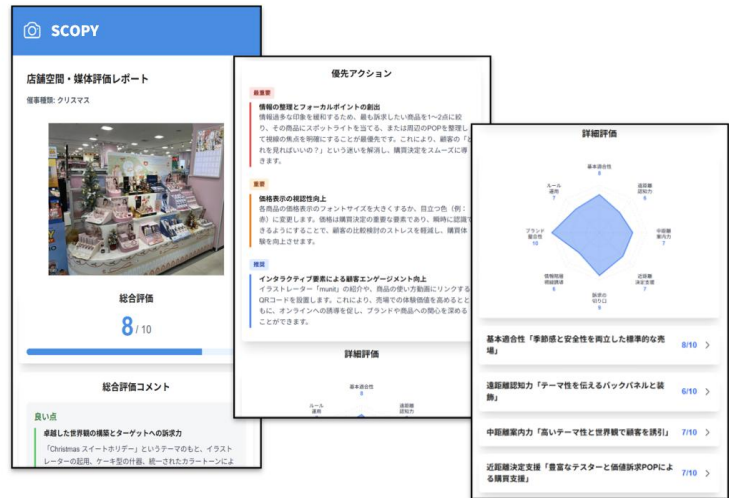 SCOPY
店舗空間・媒体評価レポート
催事種類: クリスマス
総合評価
8 / 10
総合評価コメント
良い点
卓越した世界観の構築とターゲットへの訴求力
「Christmas スイートホリデー」というテーマのもと、イラスト
レーターの起用、ケーキ型の什器、統一されたカラートーンによ
優先アクション
最重要
情報の整理とフォーカルポイントの創出
情報過多な印象を緩和するため、最も訴求したい商品を1〜2点に絞
り、その商品にスポットライトを当てる、または周辺のPOPを整理し
て視線の焦点を明確にすることが最優先です。これにより、顧客の「ど
れを見ればいいの？」という迷いを解消し、購買決定をスムーズに導
きます。
重要
価格表示の視認性向上
各商品の価格表示のフォントサイズを大きくするか、目立つ色（例：
赤）に変更します。価格は購買決定の重要な要素であり、瞬時に認識で
きるようにすることで、顧客の比較検討のストレスを軽減し、購買体
験を向上させます。
推奨
インタラクティブ要素による顧客エンゲージメント向上
イラストレーター「munit」の紹介や、商品の使い方動画にリンクする
QRコードを設置します。これにより、売場での体験価値を高めるとと
もに、オンラインへの誘導を促し、ブランドや商品への関心を深める
ことができます。
詳細評価
基本適合性
8
ルール
運用
遠距離
認知力
詳細評価
基本適合性
8
ルール
運用
7
遠距離
認知力
6
ブランド
整合性
10
中距離
案内力
7
情報階層
視線誘導
近距離
決定支援
7
訴求の
切り口
基本適合性「季節感と安全性を両立した標準的な売
場」
8/10
遠距離認知力「テーマ性を伝えるバックパネルと装
飾」
6/10
中距離案内力「高いテーマ性と世界観で顧客を誘引」
7/10
近距離決定支援「豊富なテスターと価値訴求POPによ
る購買支援」
7/10